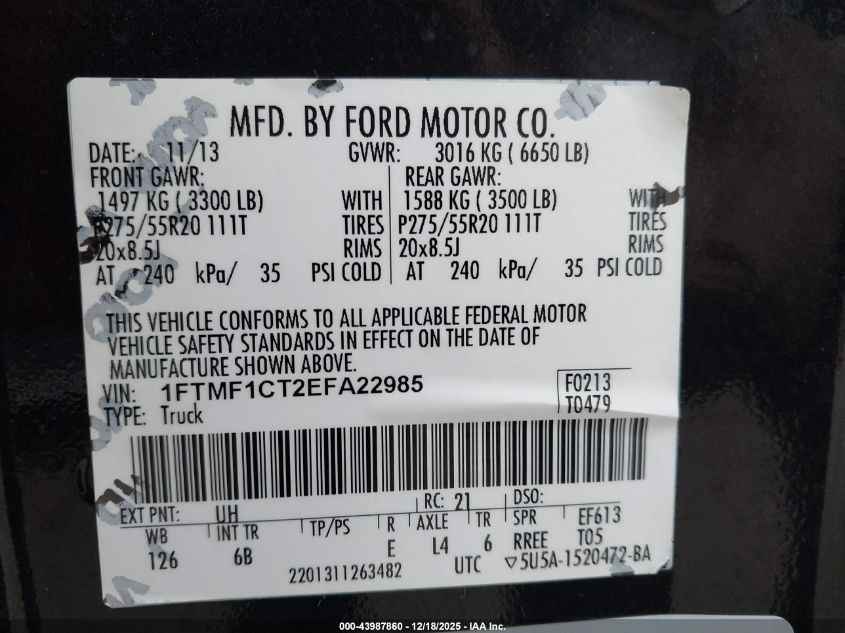 MFD. BY FORD MOTOR CO.
DATE: 11/13 GVWR: 3016 KG ( 6650 LB)
FRONT GAWR: REAR GAWR:
1497 KG ( 3300 LB) WITH 1588 KG ( 3500 LB) WITH
P275/55R20 111T TIRES P275/55R20 111T TIRES
20x8.5J RIMS 20x8.5J RIMS
AT 240 kPa/ 35 PSI COLD AT 240 kPa/ 35 PSI COLD
THIS VEHICLE CONFORMS TO ALL APPLICABLE FEDERAL MOTOR
VEHICLE SAFETY STANDARDS IN EFFECT ON THE DATE OF
MANUFACTURE SHOWN ABOVE.
VIN: 1FTMF1CT2EFA22985 F0213
TYPE: Truck T0479
EXT PNT: UH RC: 21 DSO:
WB INT TR TP/PS R AXLE TR SPR EF613
126 6B E L4 6 RREE T05
2201311263482 UTC ▽5U5A-1520472-BA
000-43987860 - 12/18/2025 - IAA Inc.